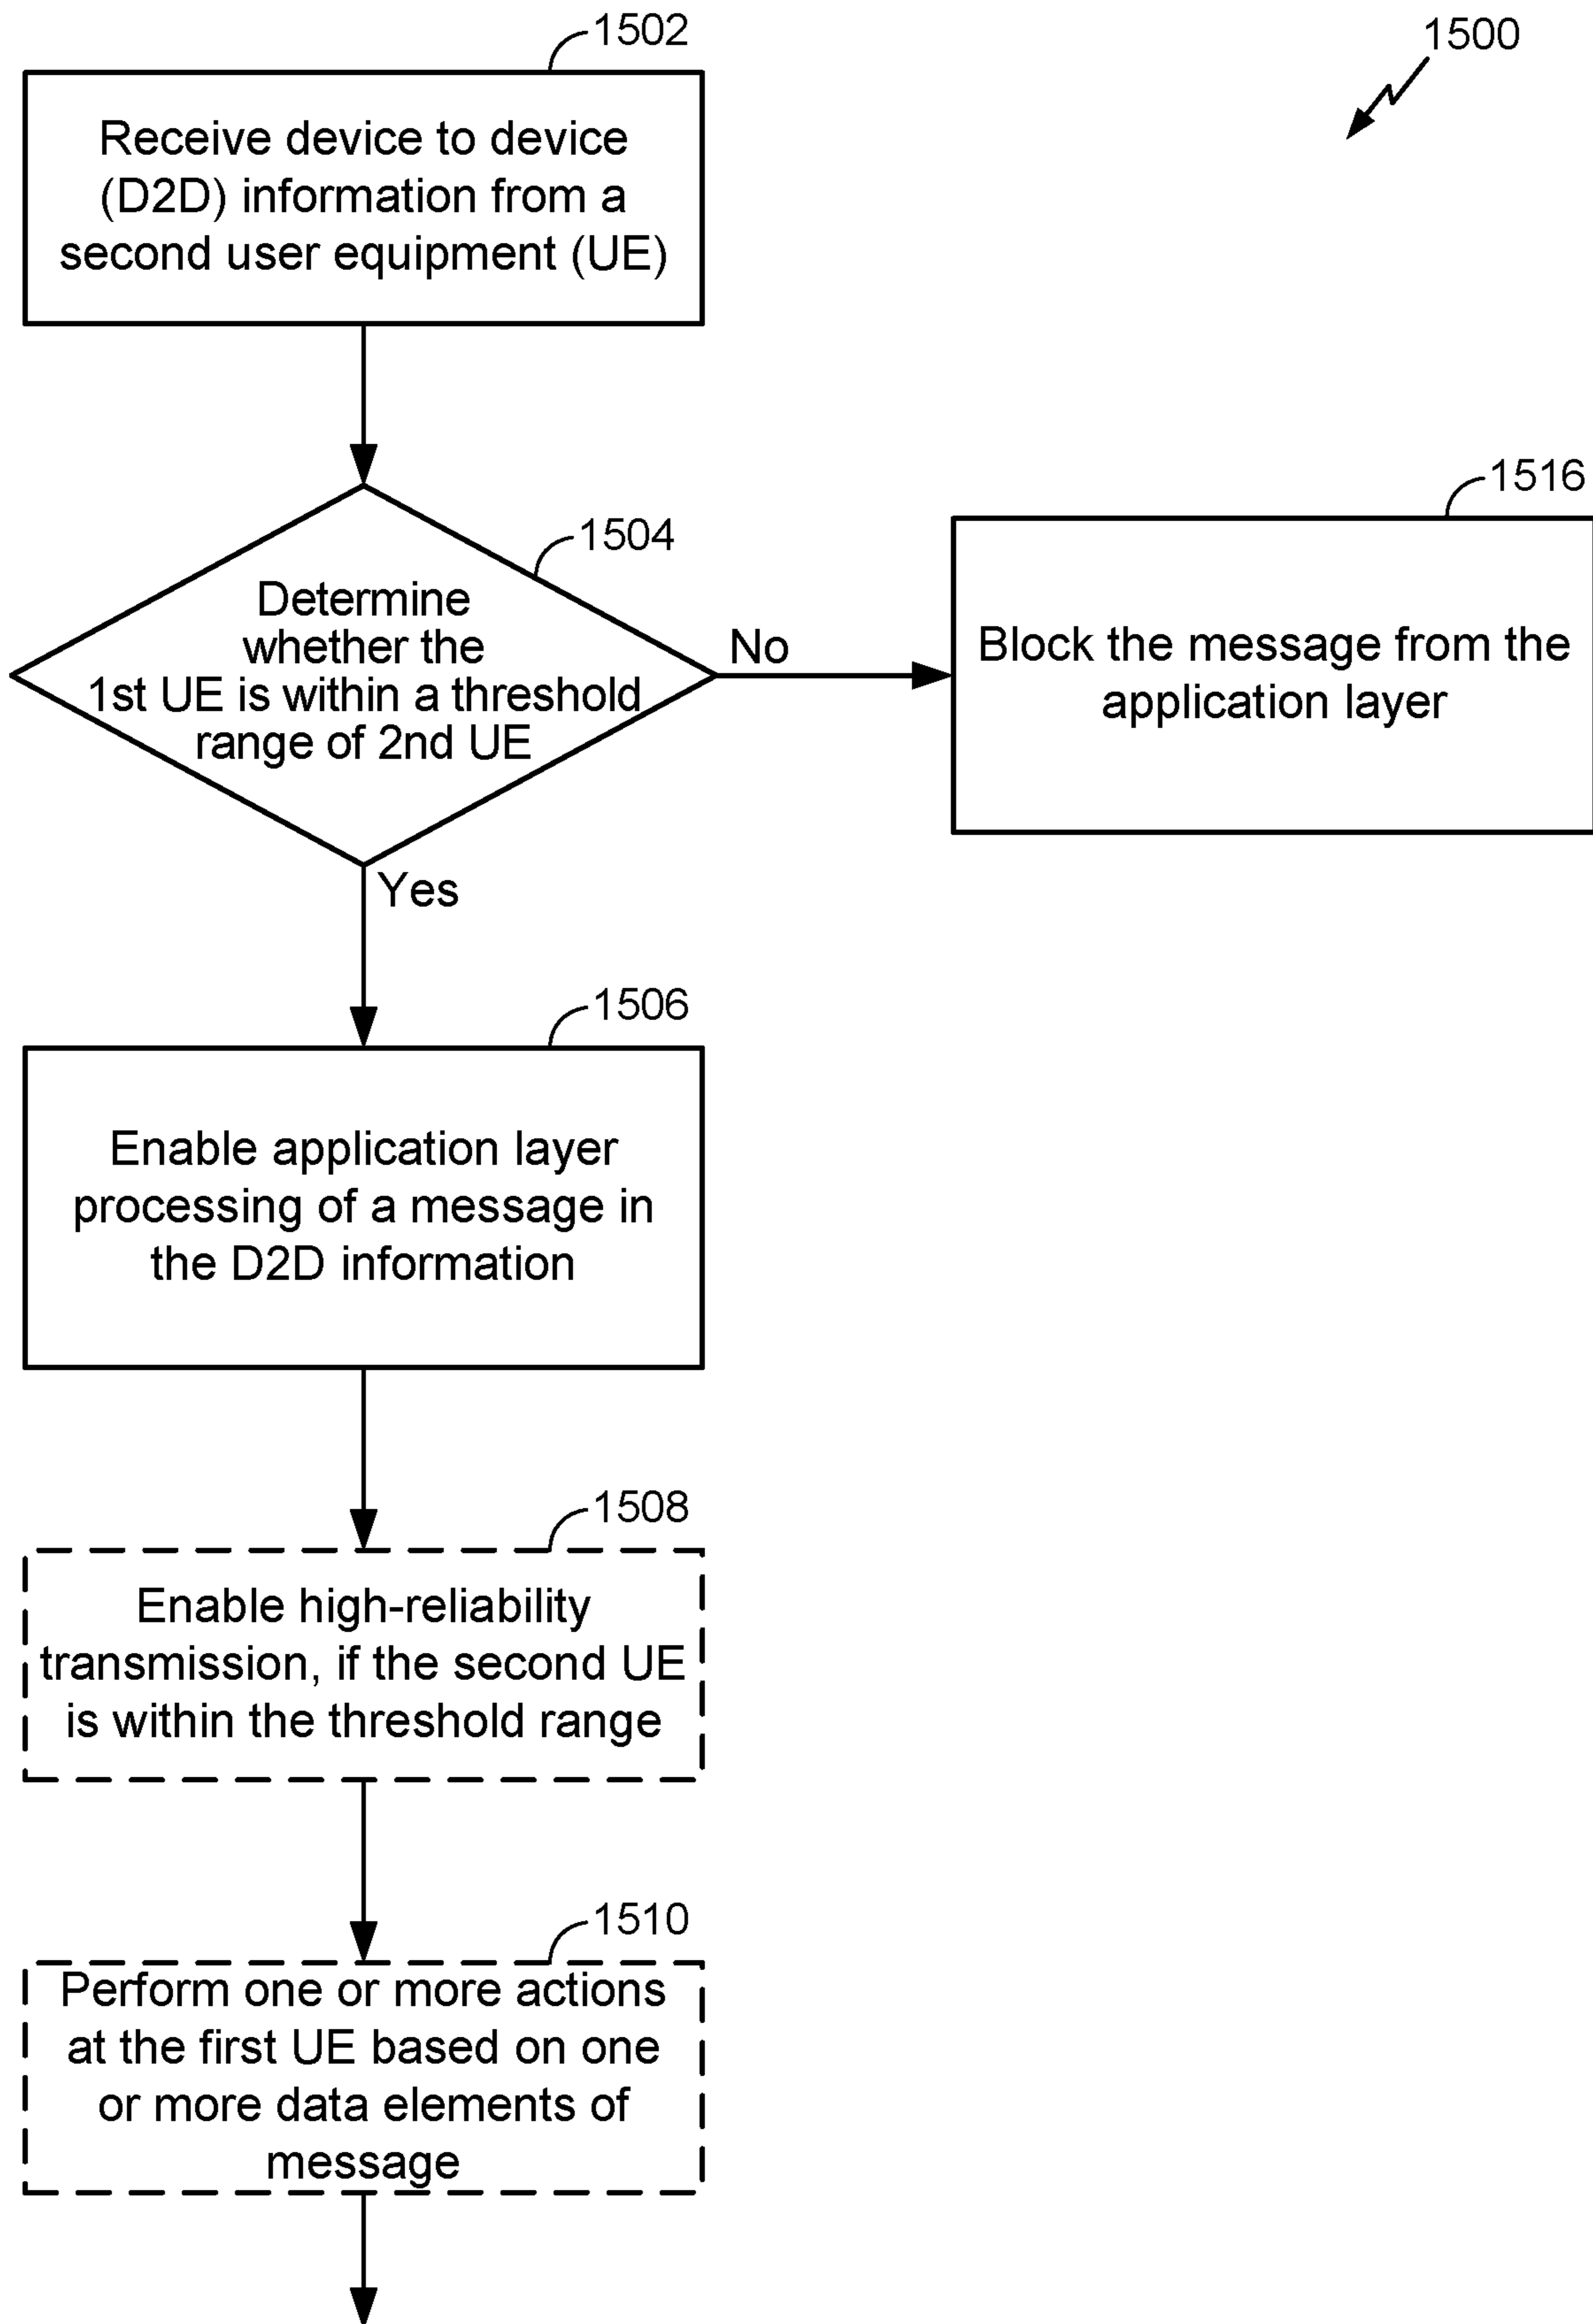 1502
1500
Receive device to device
(D2D) information from a
second user equipment (UE)
1504
Determine
whether the
1st UE is within a threshold
range of 2nd UE
No
1516
Block the message from the
application layer
Yes
1506
Enable application layer
processing of a message in
the D2D information
1508
Enable high-reliability
transmission, if the second UE
is within the threshold range
1510
Perform one or more actions
at the first UE based on one
or more data elements of
message